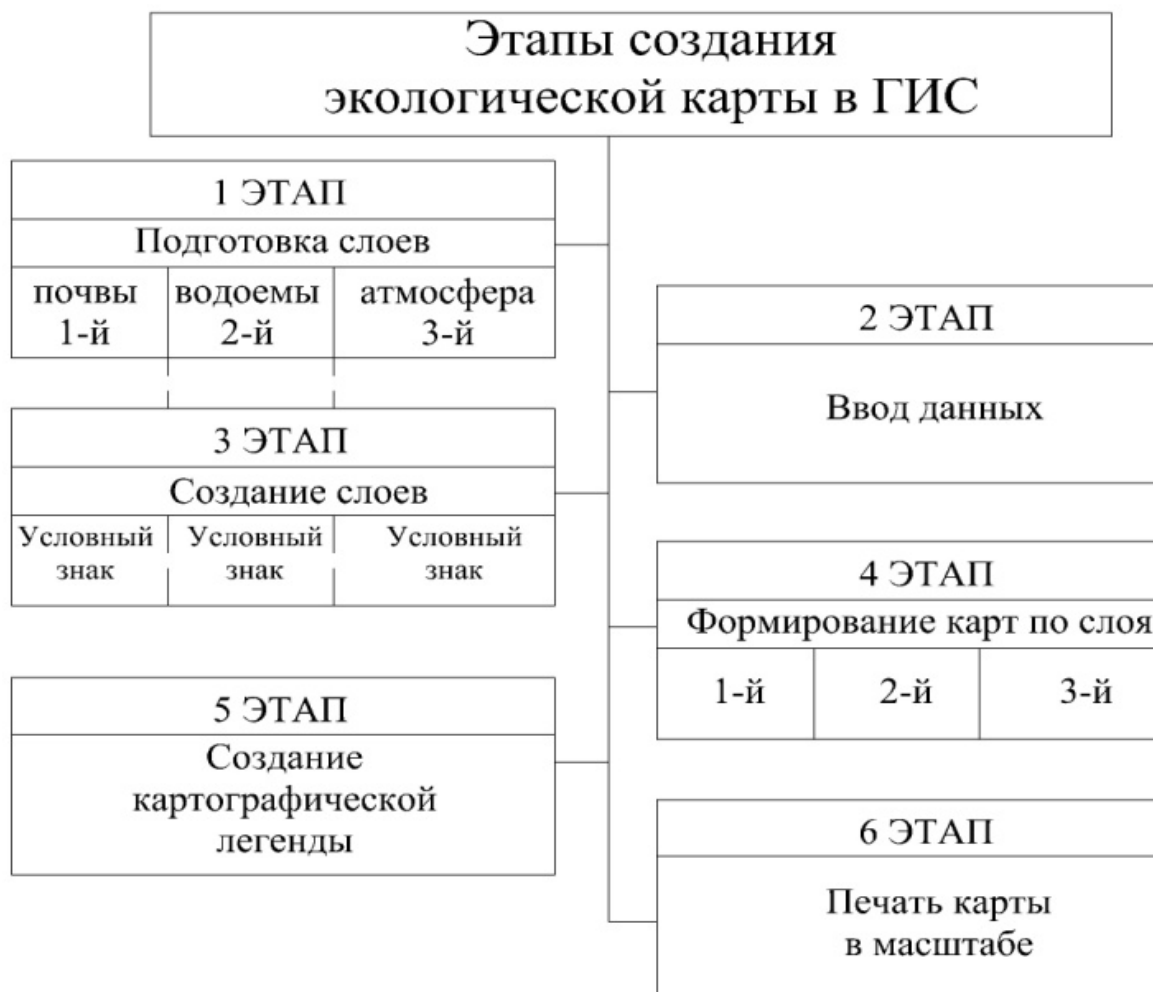 Этапы создания
экологической карты в ГИС
1 ЭТАП
Подготовка слоев
почвы водоемы атмосфера
1-й 2-й 3-й
2 ЭТАП
Ввод данных
3 ЭТАП
Создание слоев
Условный Условный Условный
знак знак знак
4 ЭТАП
Формирование карт по слоя
1-й 2-й 3-й
5 ЭТАП
Создание
картографической
легенды
6 ЭТАП
Печать карты
в масштабе